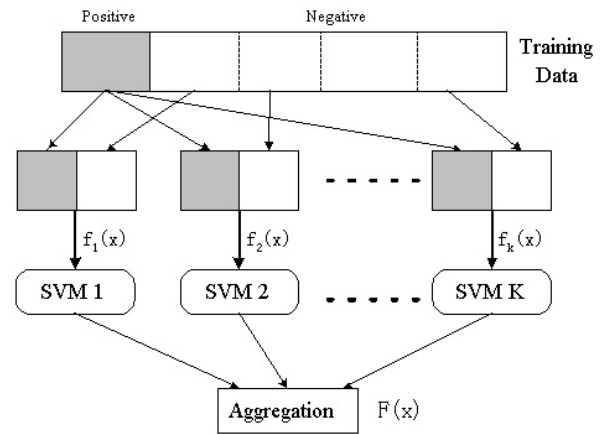 Positive
Negative
Training
Data
f1(x)
f2(x)
fk(x)
SVM 1
SVM 2
SVM K
Aggregation
F(x)